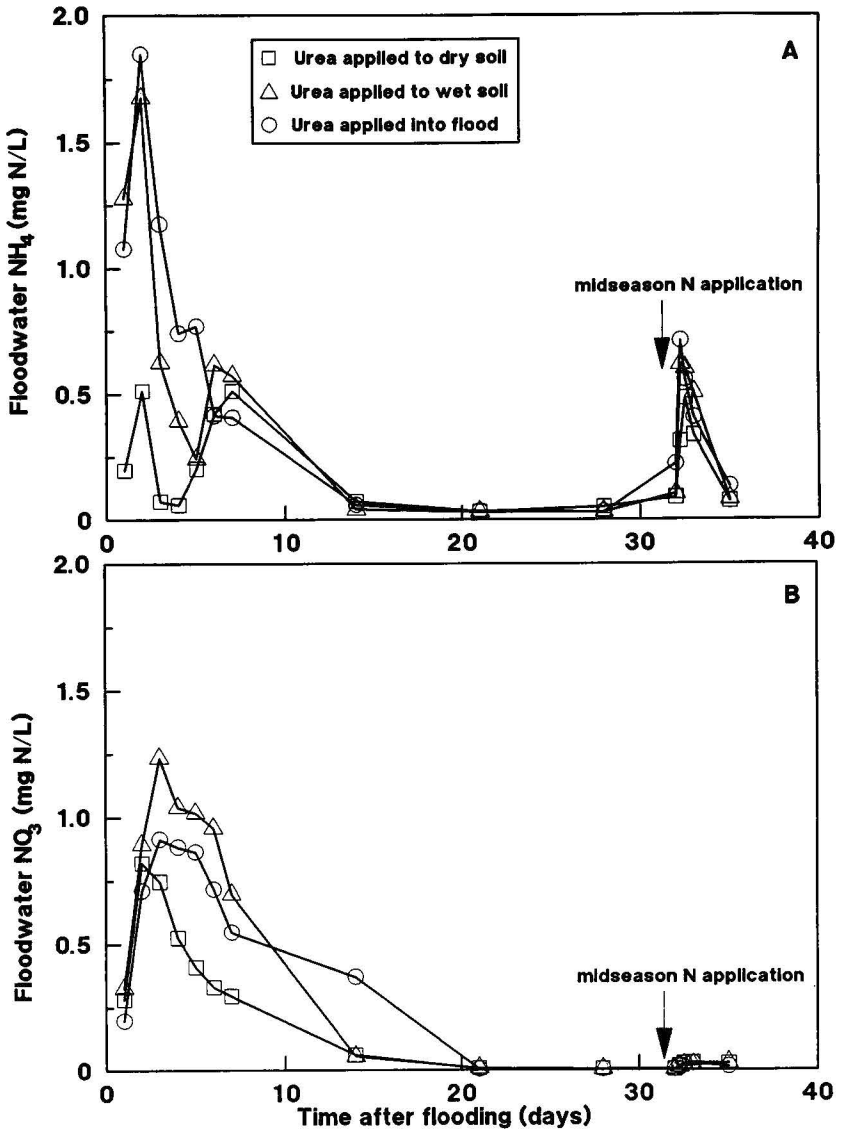 2.0
A
Urea applied to dry soil
Urea applied to wet soil
Urea applied into flood
1.5
1.0
0.5
0
Floodwater NH4 (mg N/L)
midseason N application
0
10
20
30
40
2.0
B
1.5
1.0
0.5
0
Floodwater NO3 (mg N/L)
midseason N application
0
10
20
30
40
Time after flooding (days)